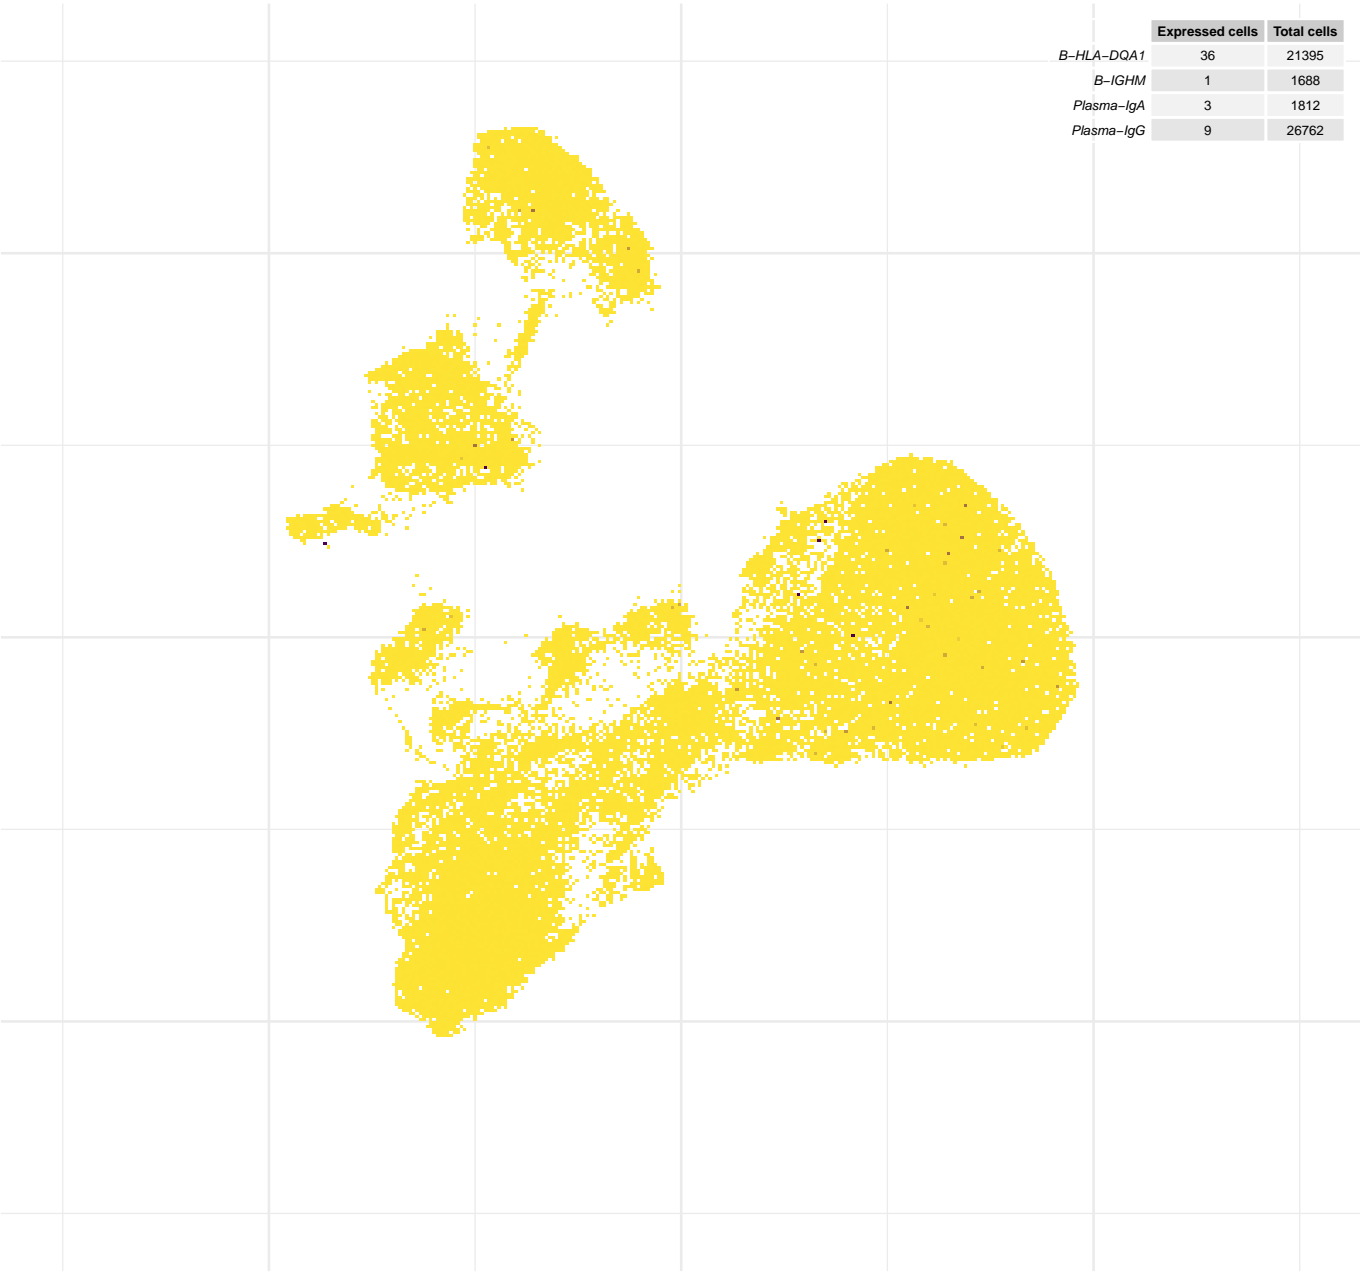 Expressed cells Total cells
B−HLA−DQA1 36 21395
B−IGHM 1 1688
Plasma−IgA 3 1812
Plasma−IgG 9 26762